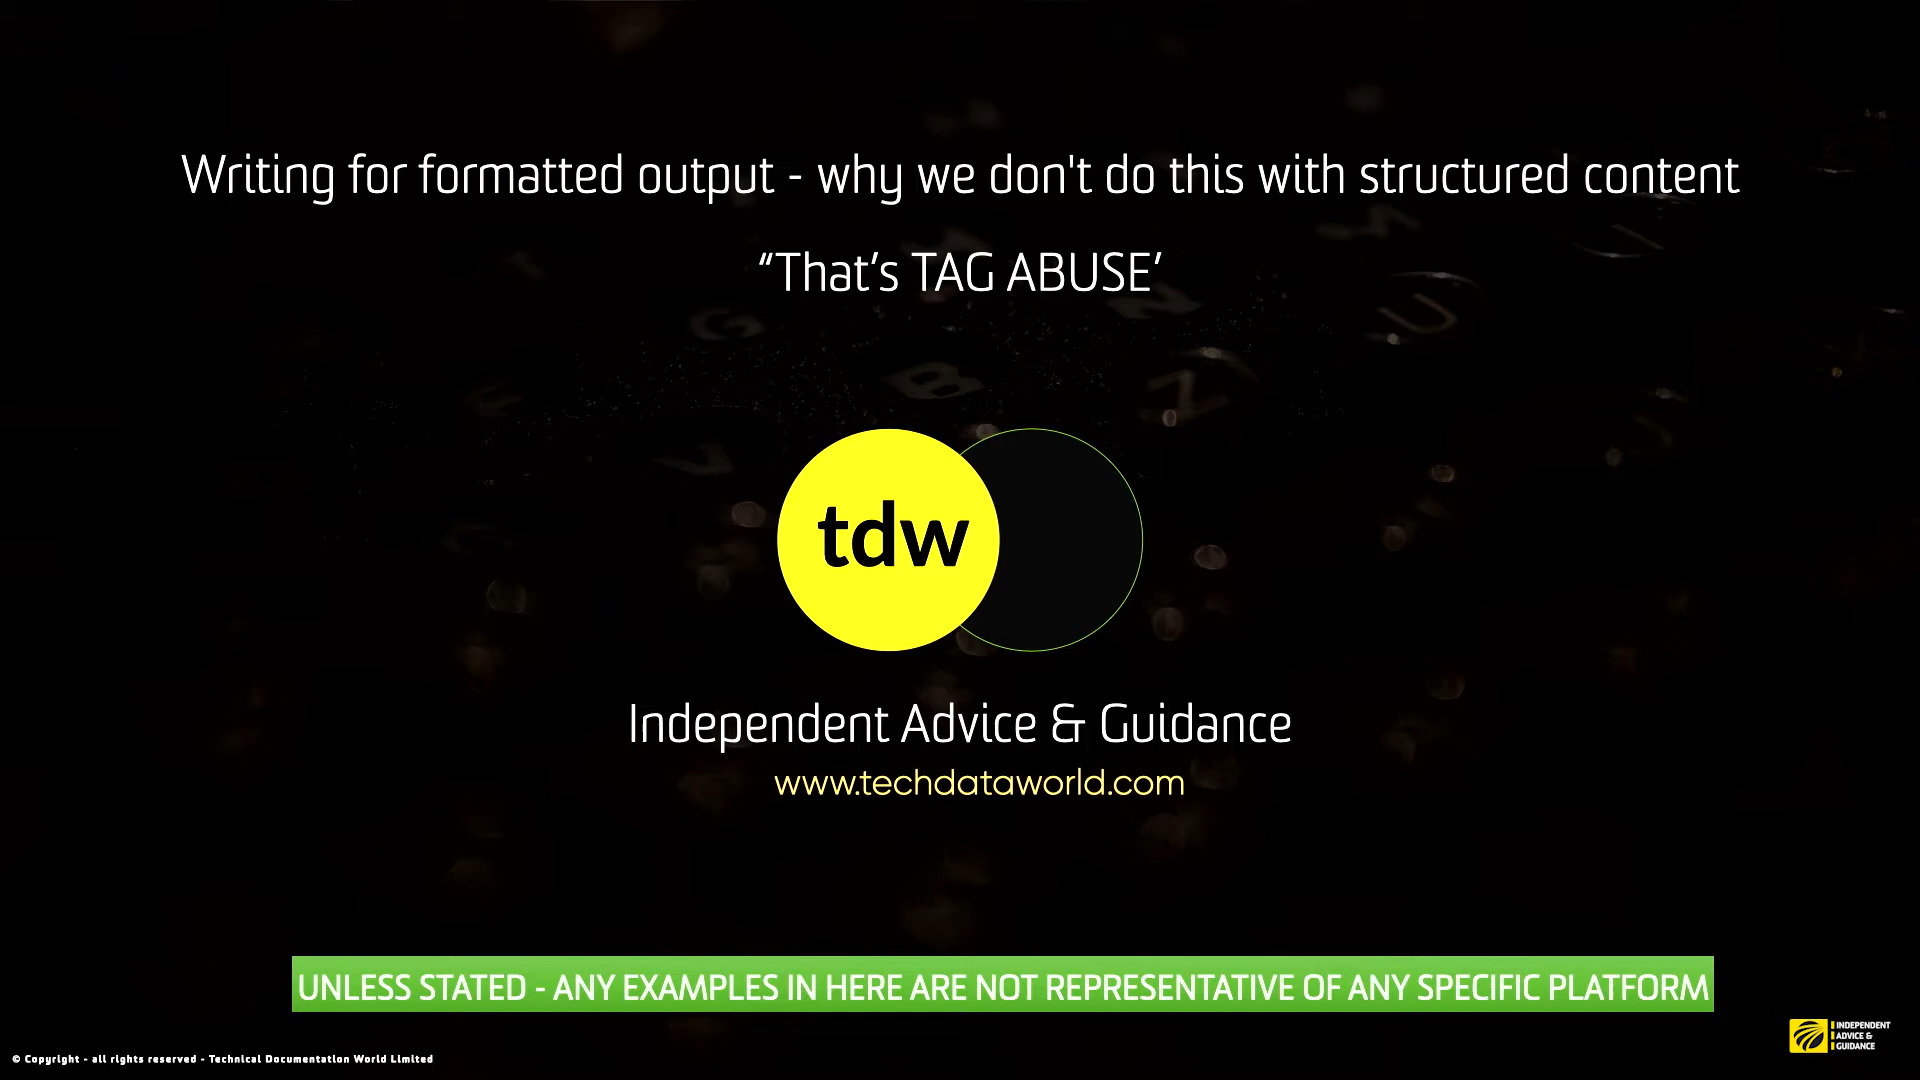 Writing for formatted output - why we don't do this with structured content
“That’s TAG ABUSE’
tdw
Independent Advice & Guidance
www.techdataworld.com
UNLESS STATED - ANY EXAMPLES IN HERE ARE NOT REPRESENTATIVE OF ANY SPECIFIC PLATFORM
INDEPENDENT
ADVICE &
GUIDANCE
© Copyright - all rights reserved - Technical Documentation World Limited